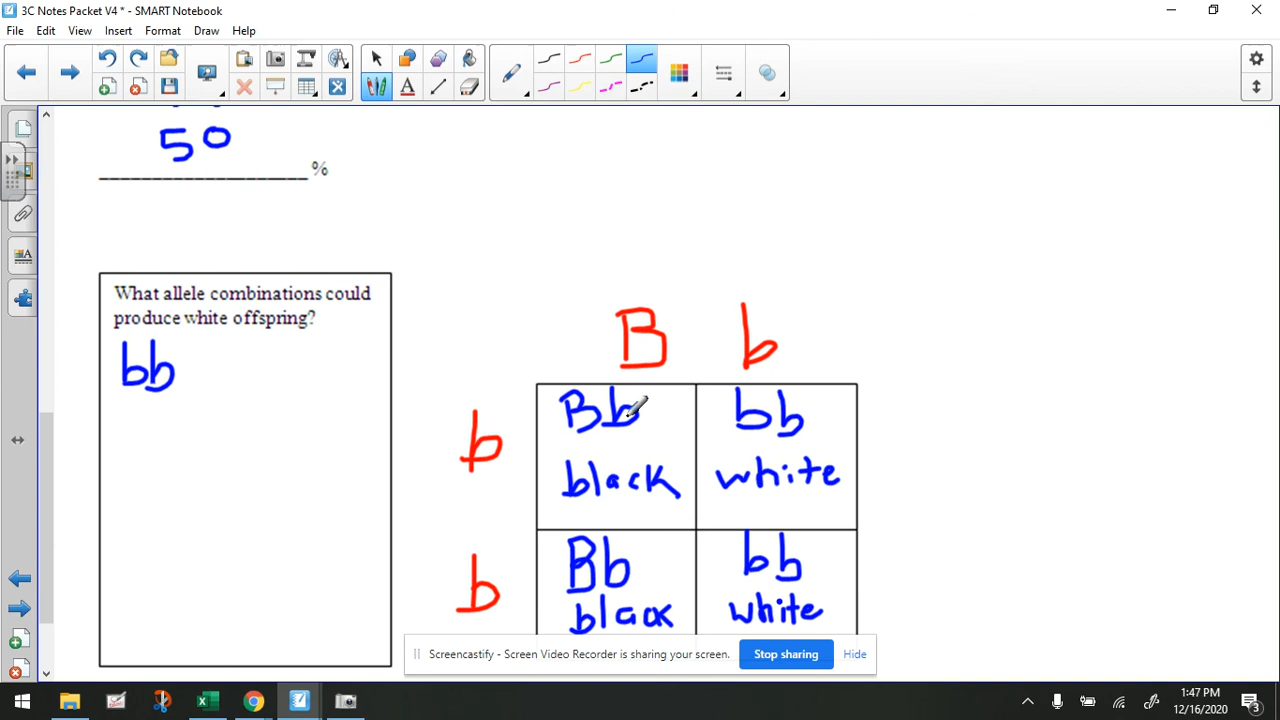 3C Notes Packet V4 * - SMART Notebook
File Edit View Insert Format Draw Help
50
____________________ %
What allele combinations could
produce white offspring?
bb
B b
b
Bb bb
black white
b
Bb bb
black white
Screencastify - Screen Video Recorder is sharing your screen. Stop sharing Hide
1:47 PM
12/16/2020
3